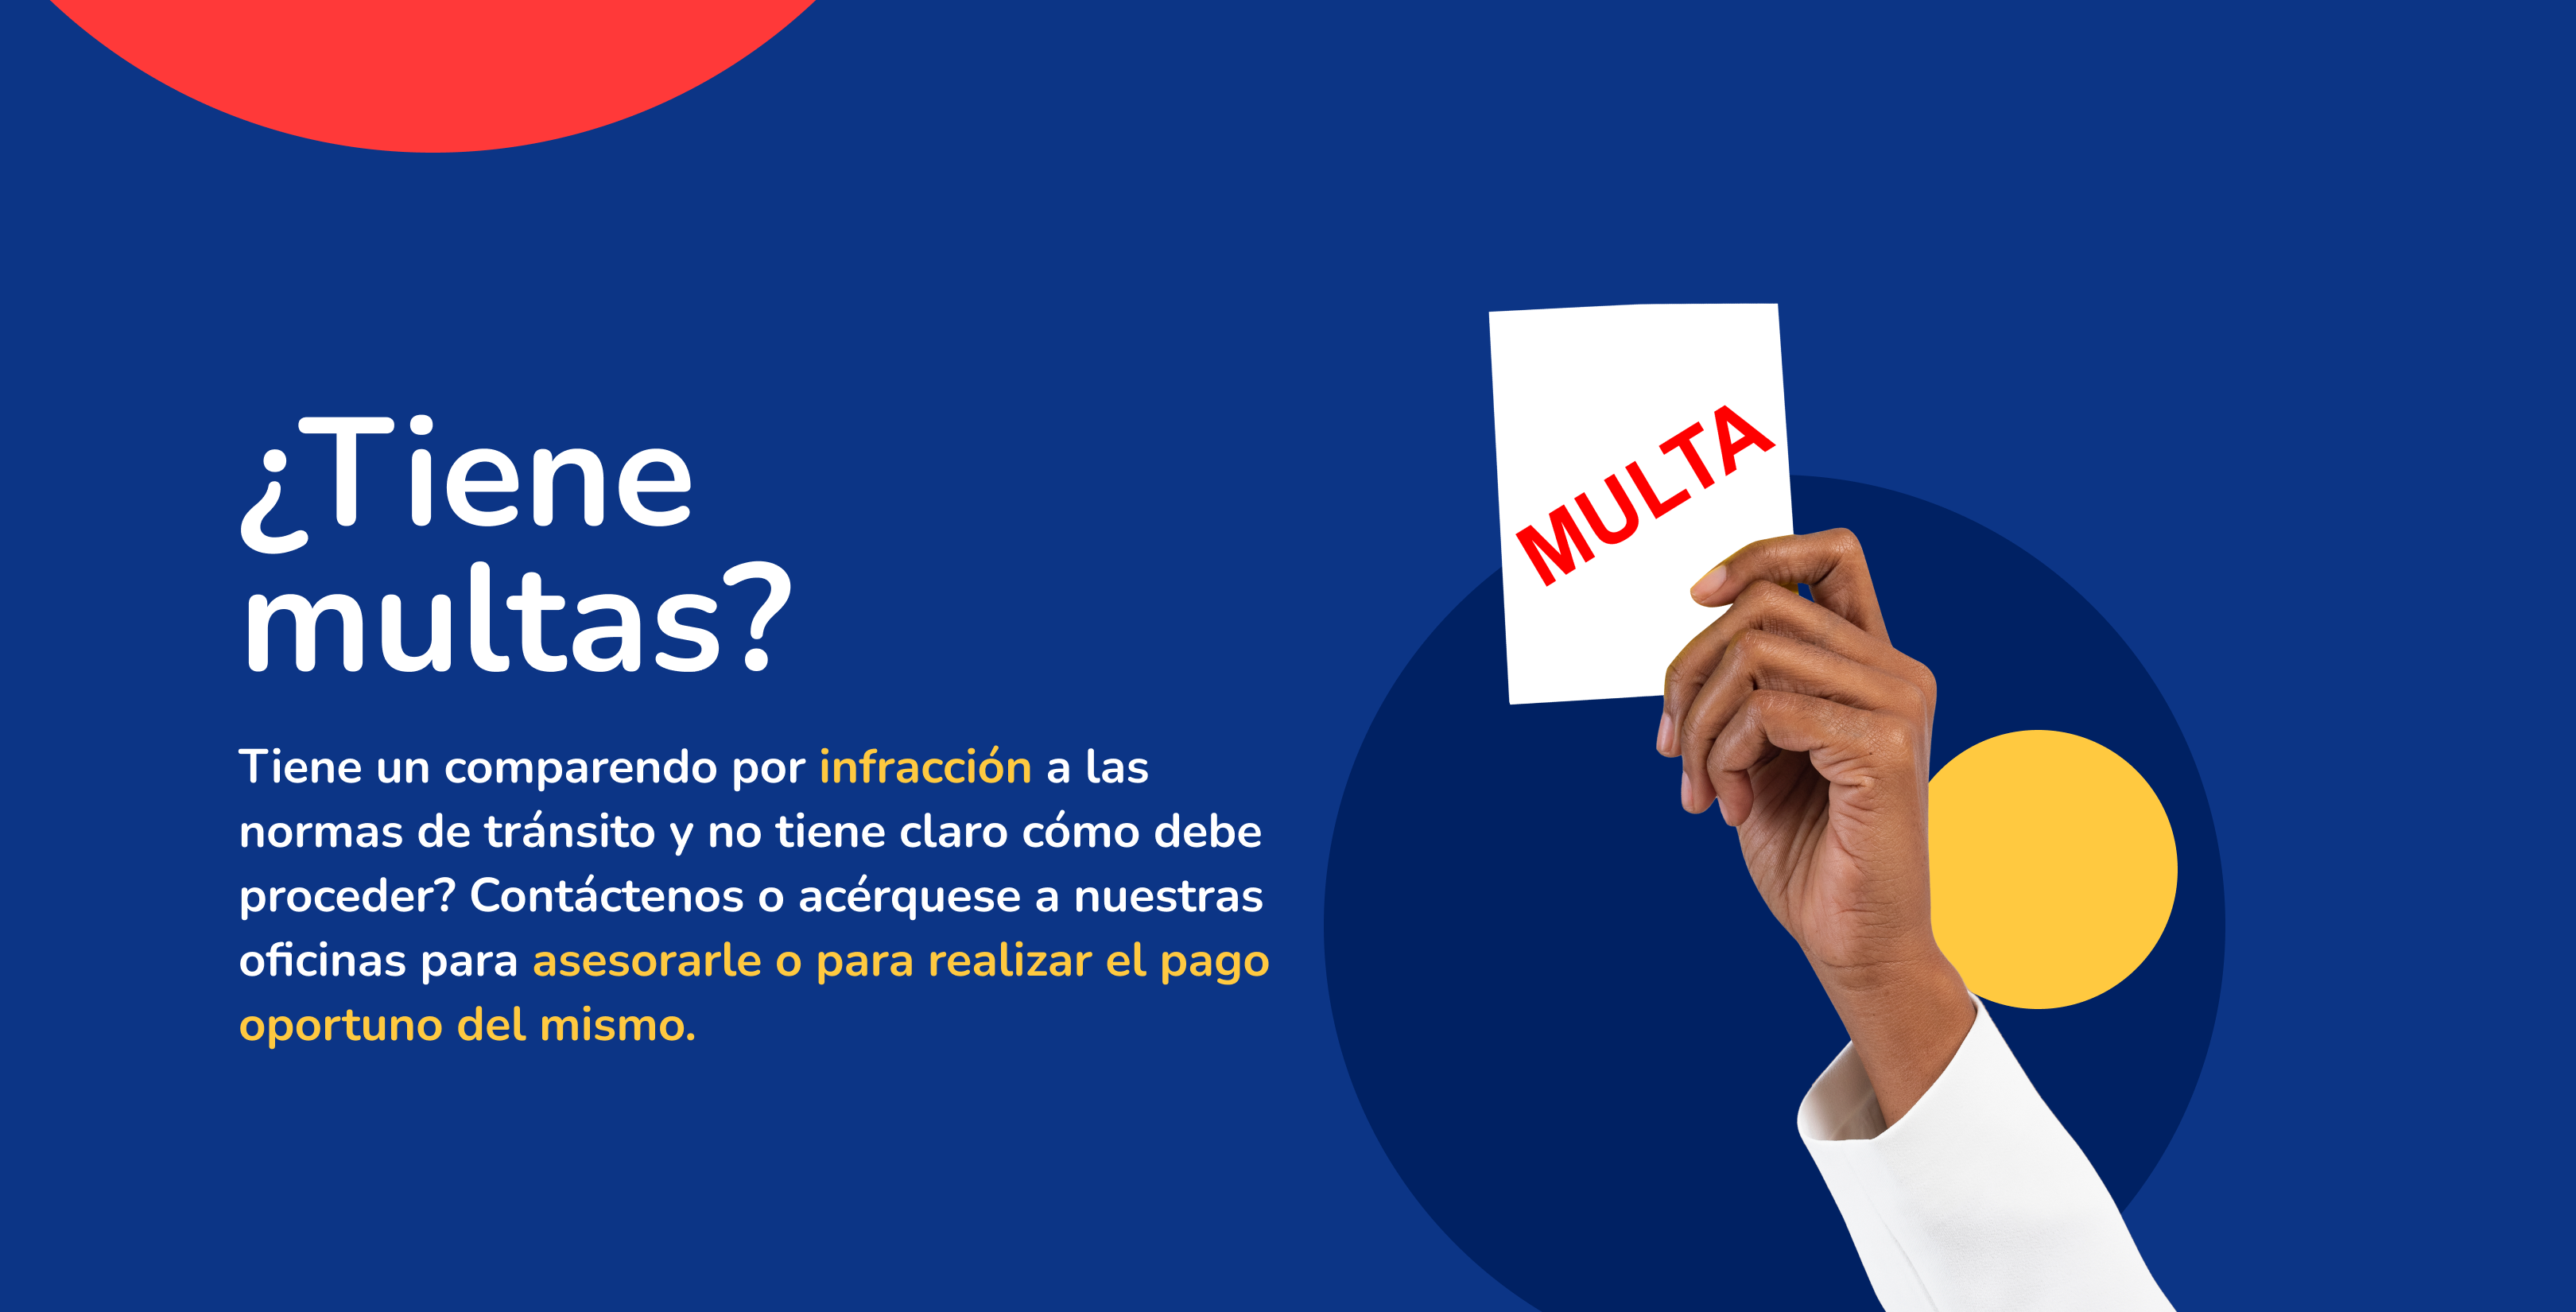 ¿Tiene
multas?
Tiene un comparendo por infracción a las
normas de tránsito y no tiene claro cómo debe
proceder? Contáctenos o acérquese a nuestras
oficinas para asesorarle o para realizar el pago
oportuno del mismo.
MULTA